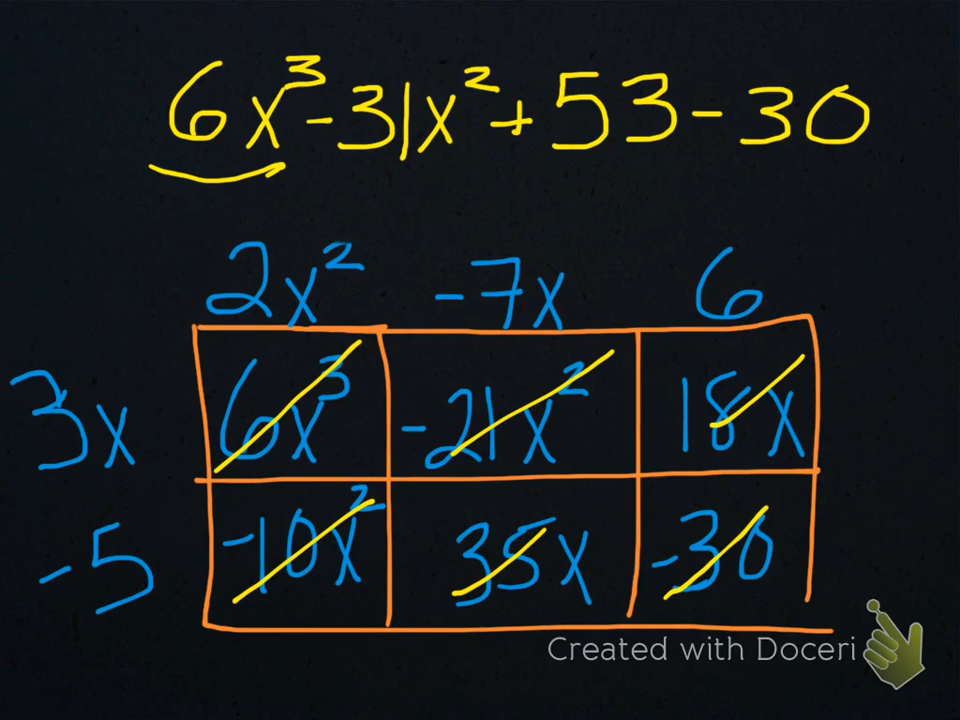 6x³-31x²+53-30
2x² -7x 6
3x 6x³ -21x² 18x
-5 -10x² 35x -30
Created with Doceri